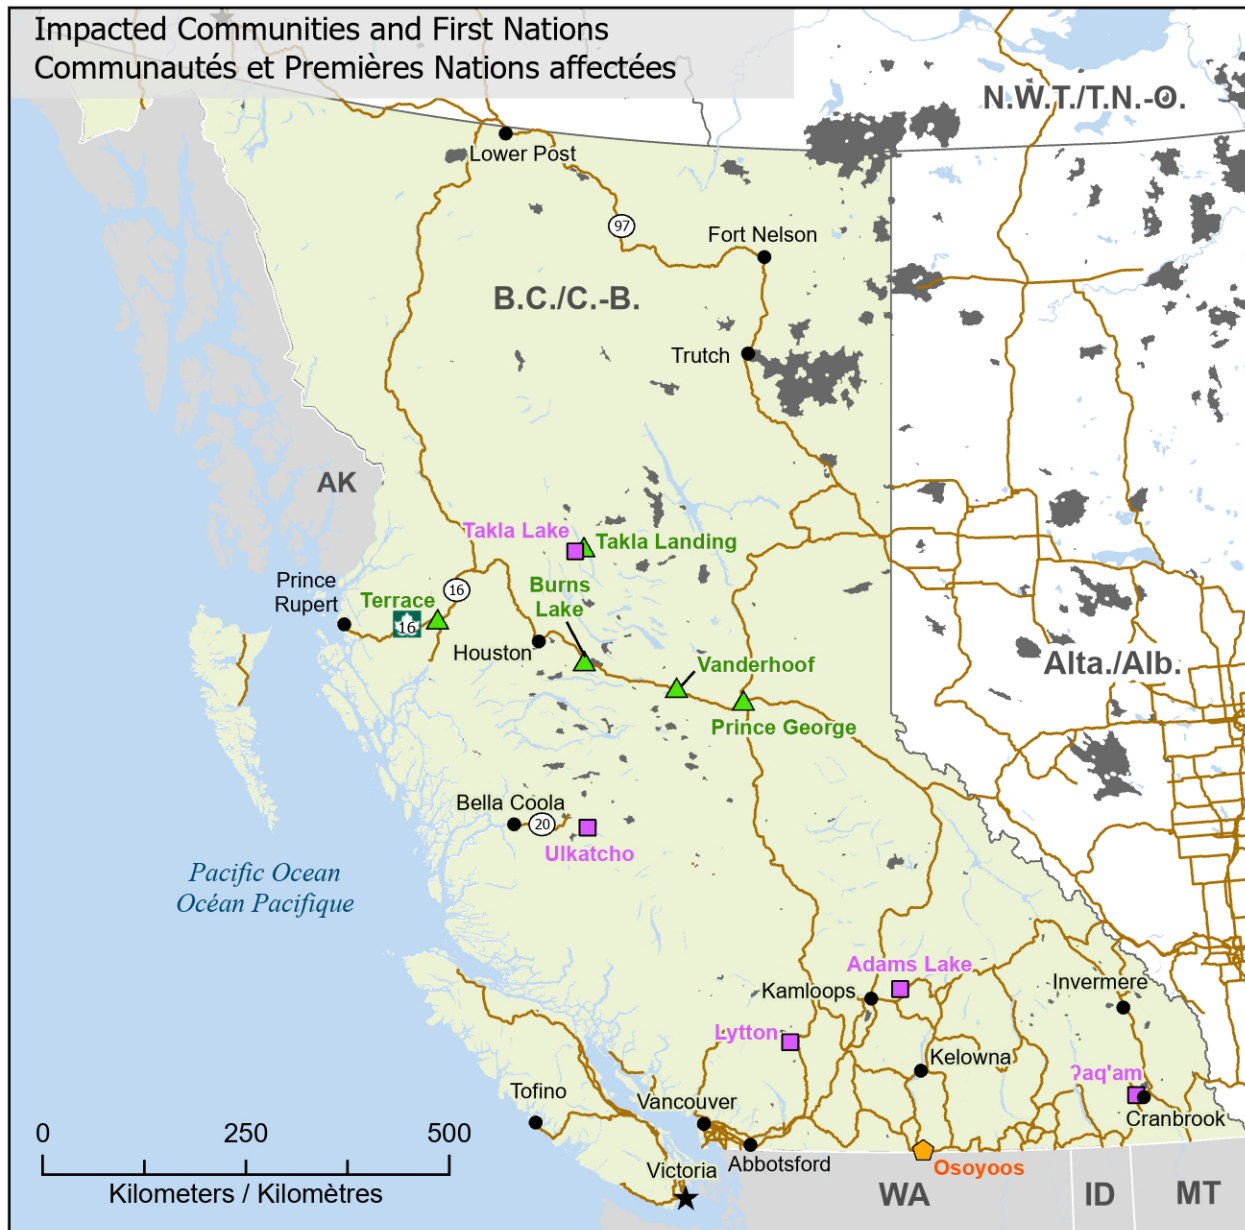 Impacted Communities and First Nations
Communautés et Premières Nations affectées
N.W.T./T.N.-O.
Lower Post
97
Fort Nelson
B.C./C.-B.
Trutch
AK
Takla Lake
Takla Landing
Prince
Rupert
Terrace
16
16
Burns
Lake
Houston
Vanderhoof
Alta./Alb.
Prince George
Bella Coola
20
Ulkatcho
Pacific Ocean
Océan Pacifique
Adams Lake
Kamloops
Invermere
Lytton
Kelowna
ʔaq'am
Tofino
Vancouver
Cranbrook
0 250 500
Kilometers / Kilomètres
Abbotsford
Victoria
Osoyoos
WA
ID
MT